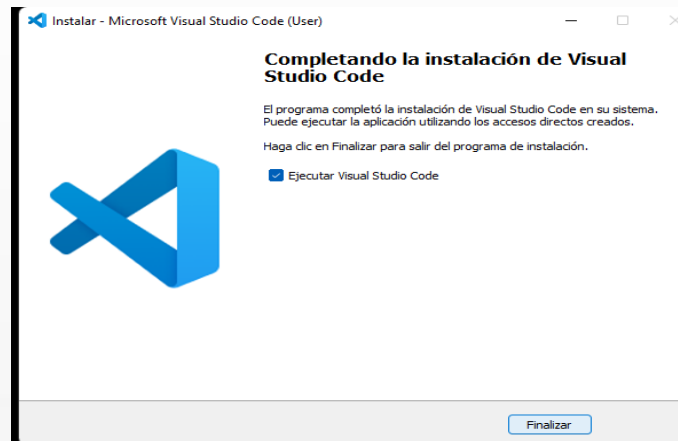 Instalar - Microsoft Visual Studio Code (User)
Completando la instalación de Visual
Studio Code
El programa completó la instalación de Visual Studio Code en su sistema.
Puede ejecutar la aplicación utilizando los accesos directos creados.
Haga clic en Finalizar para salir del programa de instalación.
Ejecutar Visual Studio Code
Finalizar